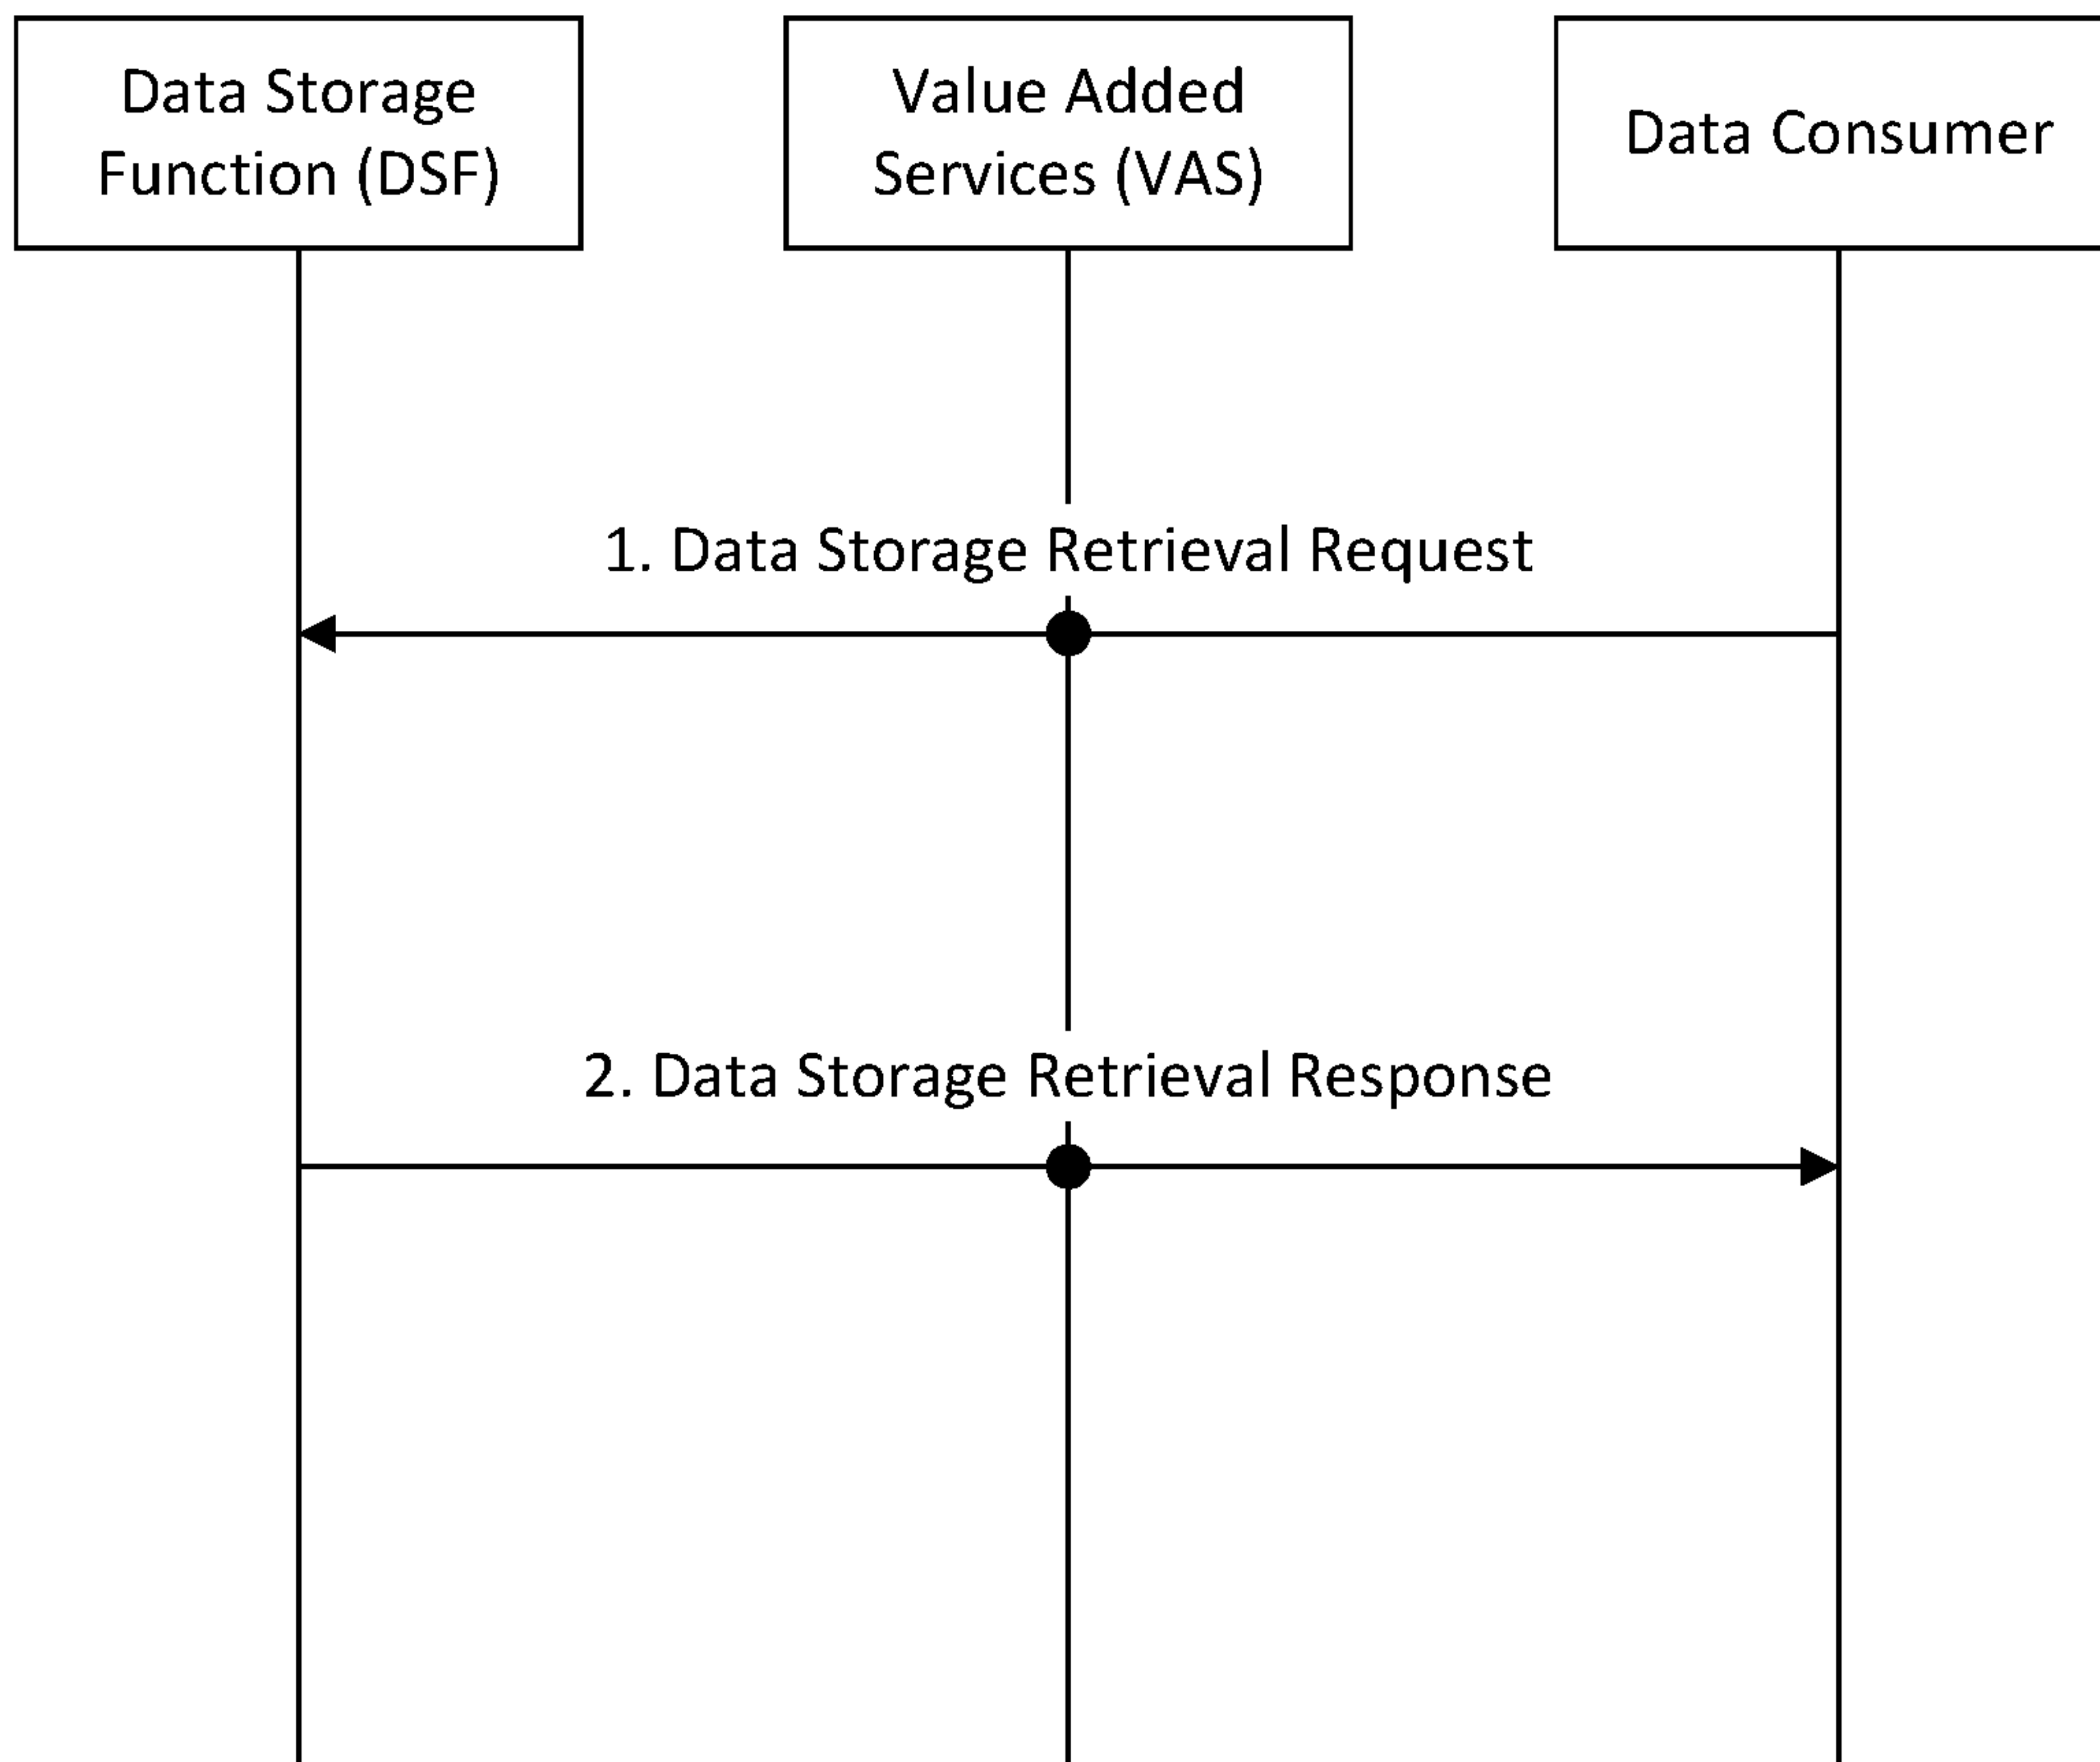 Data Storage
Function (DSF)
Value Added
Services (VAS)
Data Consumer
1. Data Storage Retrieval Request
2. Data Storage Retrieval Response